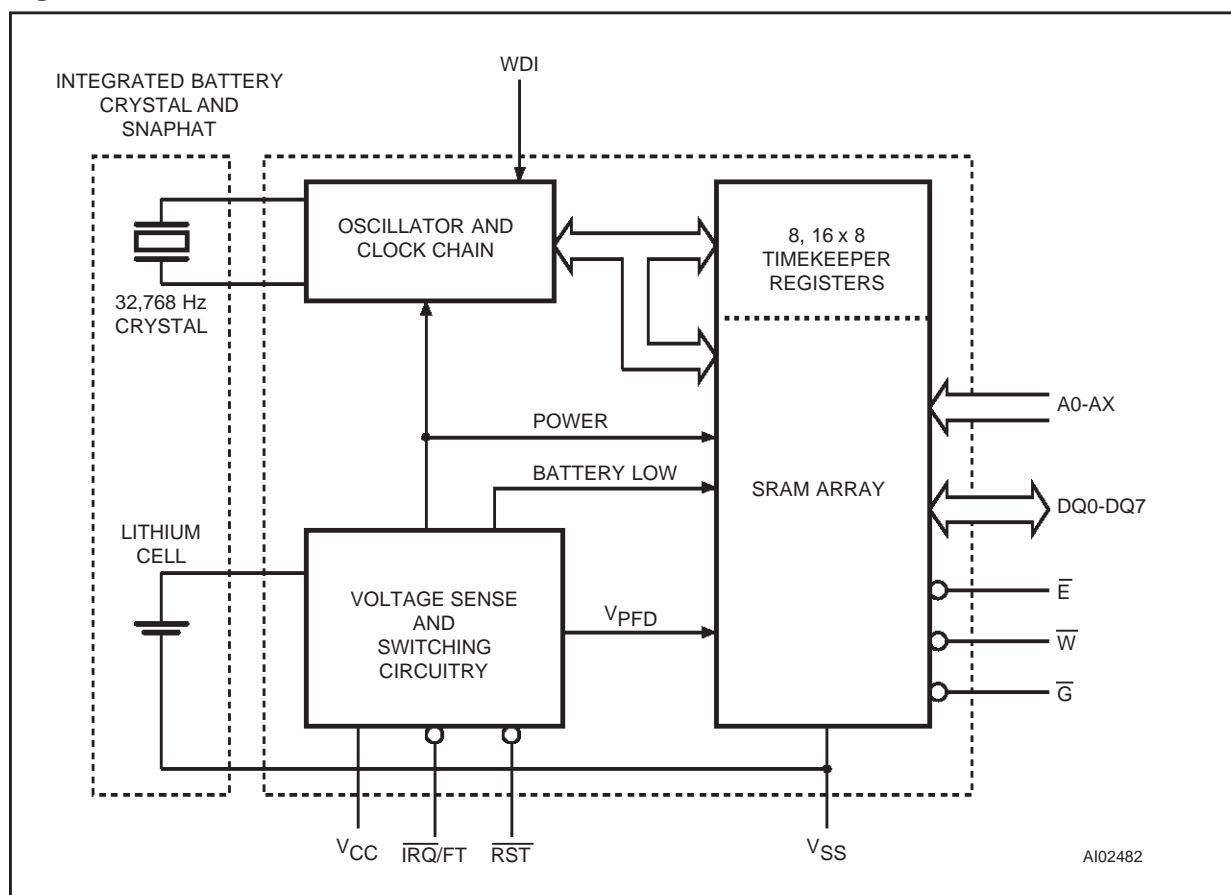 WDI
INTEGRATED BATTERY
CRYSTAL AND
SNAPHAT
OSCILLATOR AND
CLOCK CHAIN
8, 16 x 8
TIMEKEEPER
REGISTERS
32,768 Hz
CRYSTAL
A0-AX
POWER
BATTERY LOW
SRAM ARRAY
DQ0-DQ7
LITHIUM
CELL
VOLTAGE SENSE
AND
SWITCHING
CIRCUITRY
VPFD
E̅
W̅
G̅
VCC
I̅R̅Q̅/FT
R̅S̅T̅
VSS
AI02482